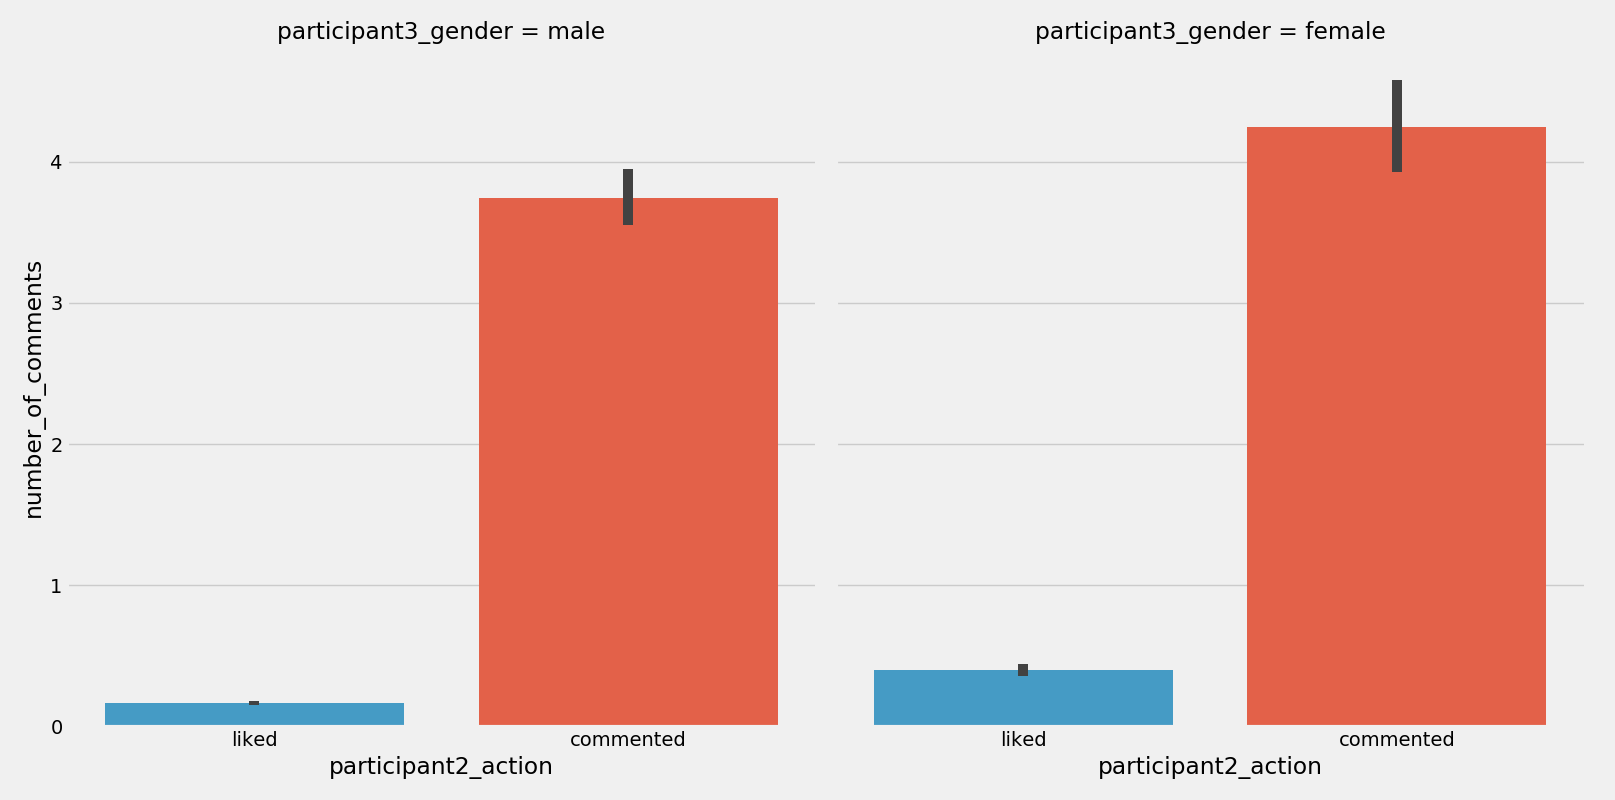 participant3_gender = male
participant3_gender = female
number_of_comments
4
3
2
1
0
liked
commented
liked
commented
participant2_action
participant2_action